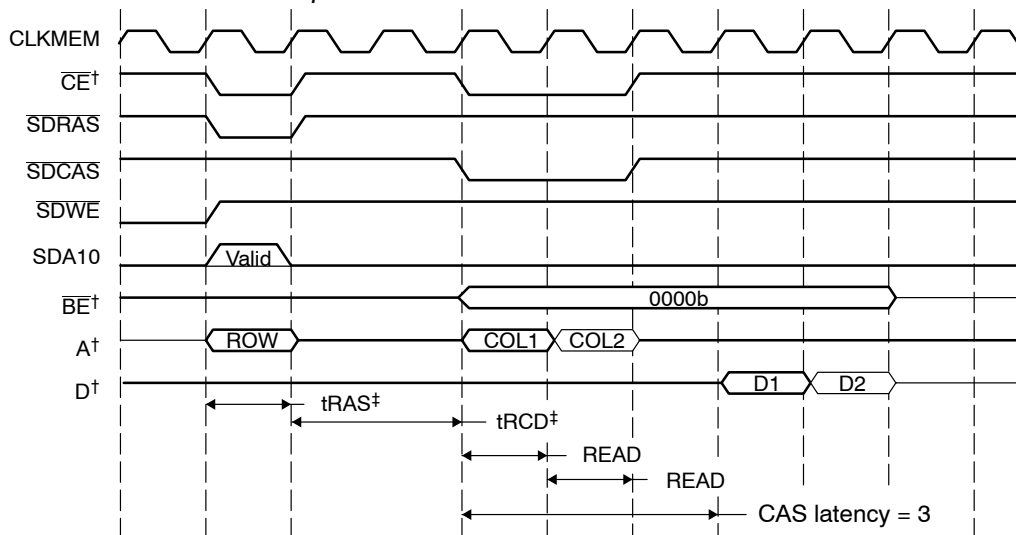 CLKMEM
CE†
SDRAS
SDCAS
SDWE
SDA10 Valid
BE† 0000b
A† ROW COL1 COL2
D† D1 D2
tRAS‡
tRCD‡
READ
READ
CAS latency = 3